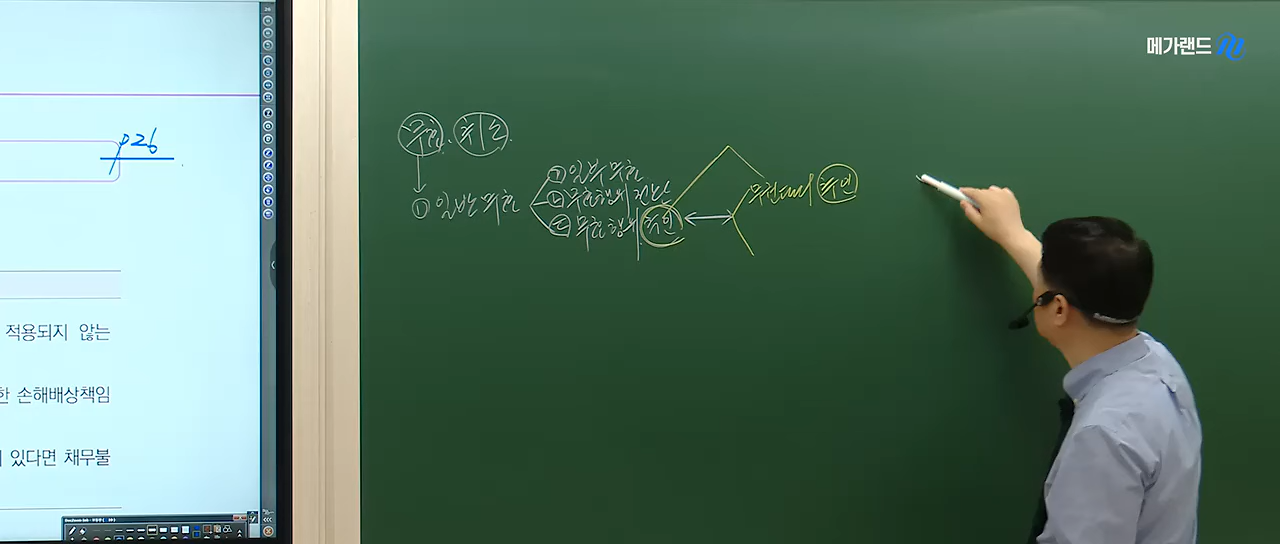 메가랜드
p26
무효, 취소.
① 일반무효
㉠ 일부무효
㉡ 무효행위 전환
㉢ 무효행위 추인
무권대리 추인
적용되지 않는
한 손해배상책임
있다면 채무불